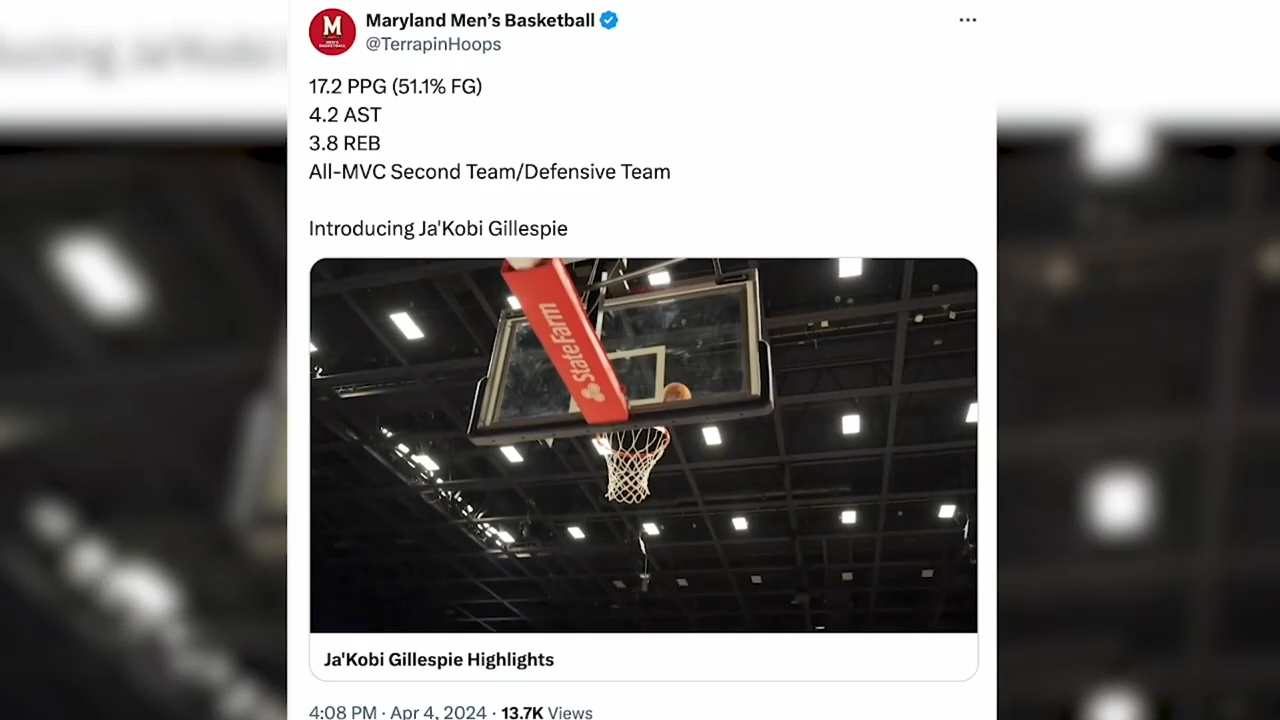 Maryland Men’s Basketball
@TerrapinHoops
17.2 PPG (51.1% FG)
4.2 AST
3.8 REB
All-MVC Second Team/Defensive Team
Introducing Ja'Kobi Gillespie
StateFarm
Ja'Kobi Gillespie Highlights
4:08 PM · Apr 4, 2024 · 13.7K Views